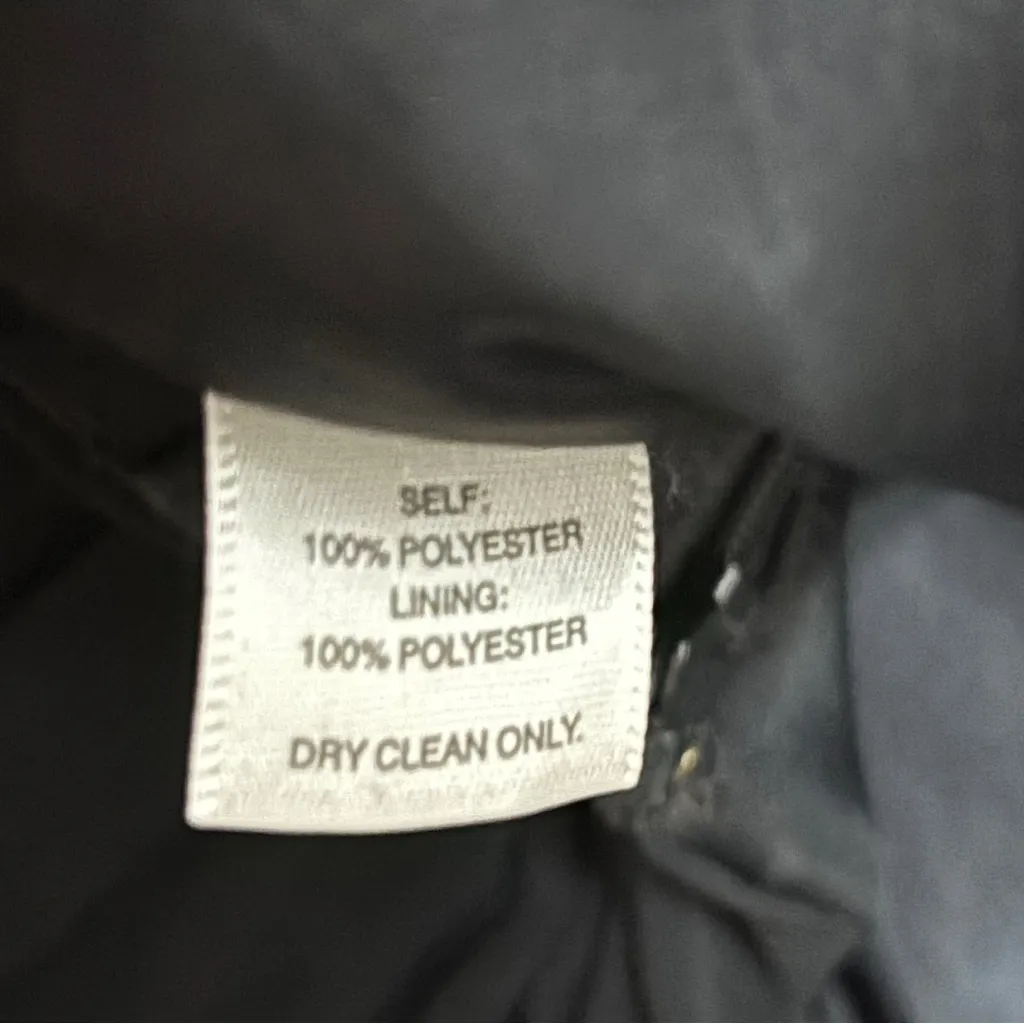 SELF:
100% POLYESTER
LINING:
100% POLYESTER
DRY CLEAN ONLY.